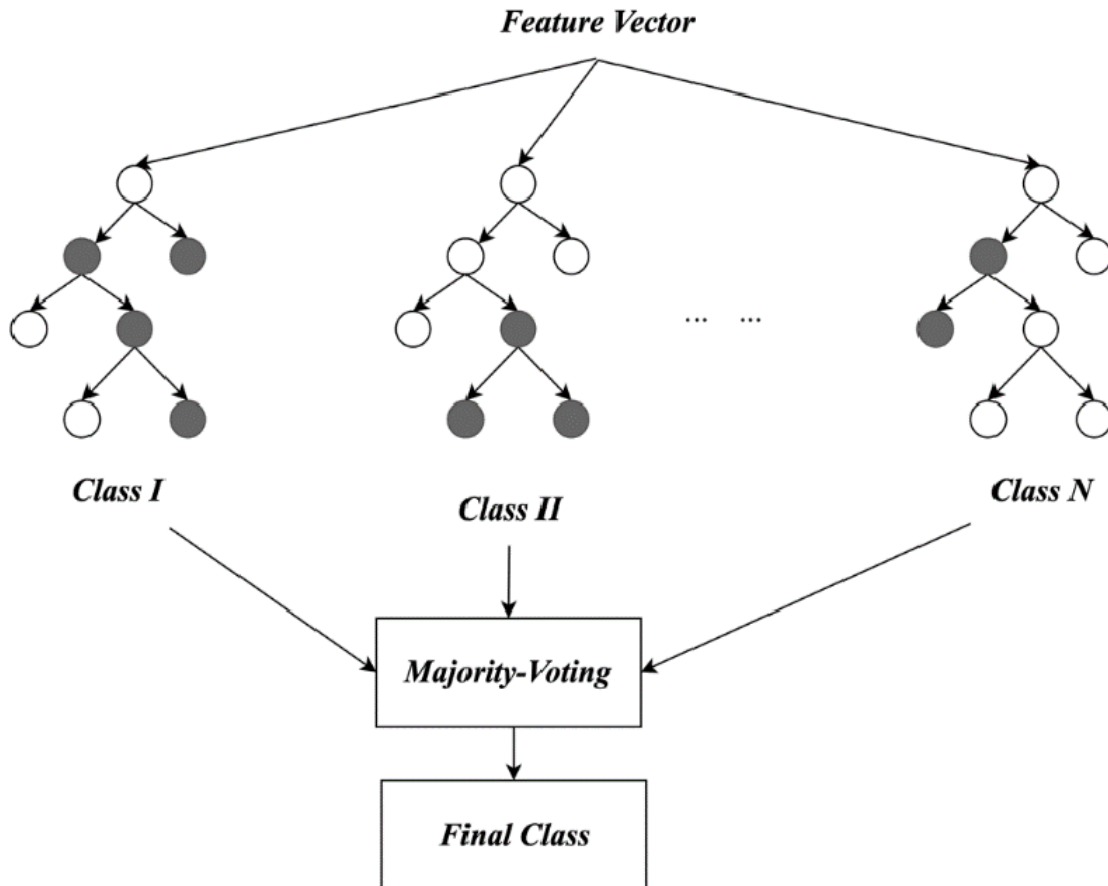 Feature Vector
... ...
Class I
Class II
Class N
Majority-Voting
Final Class